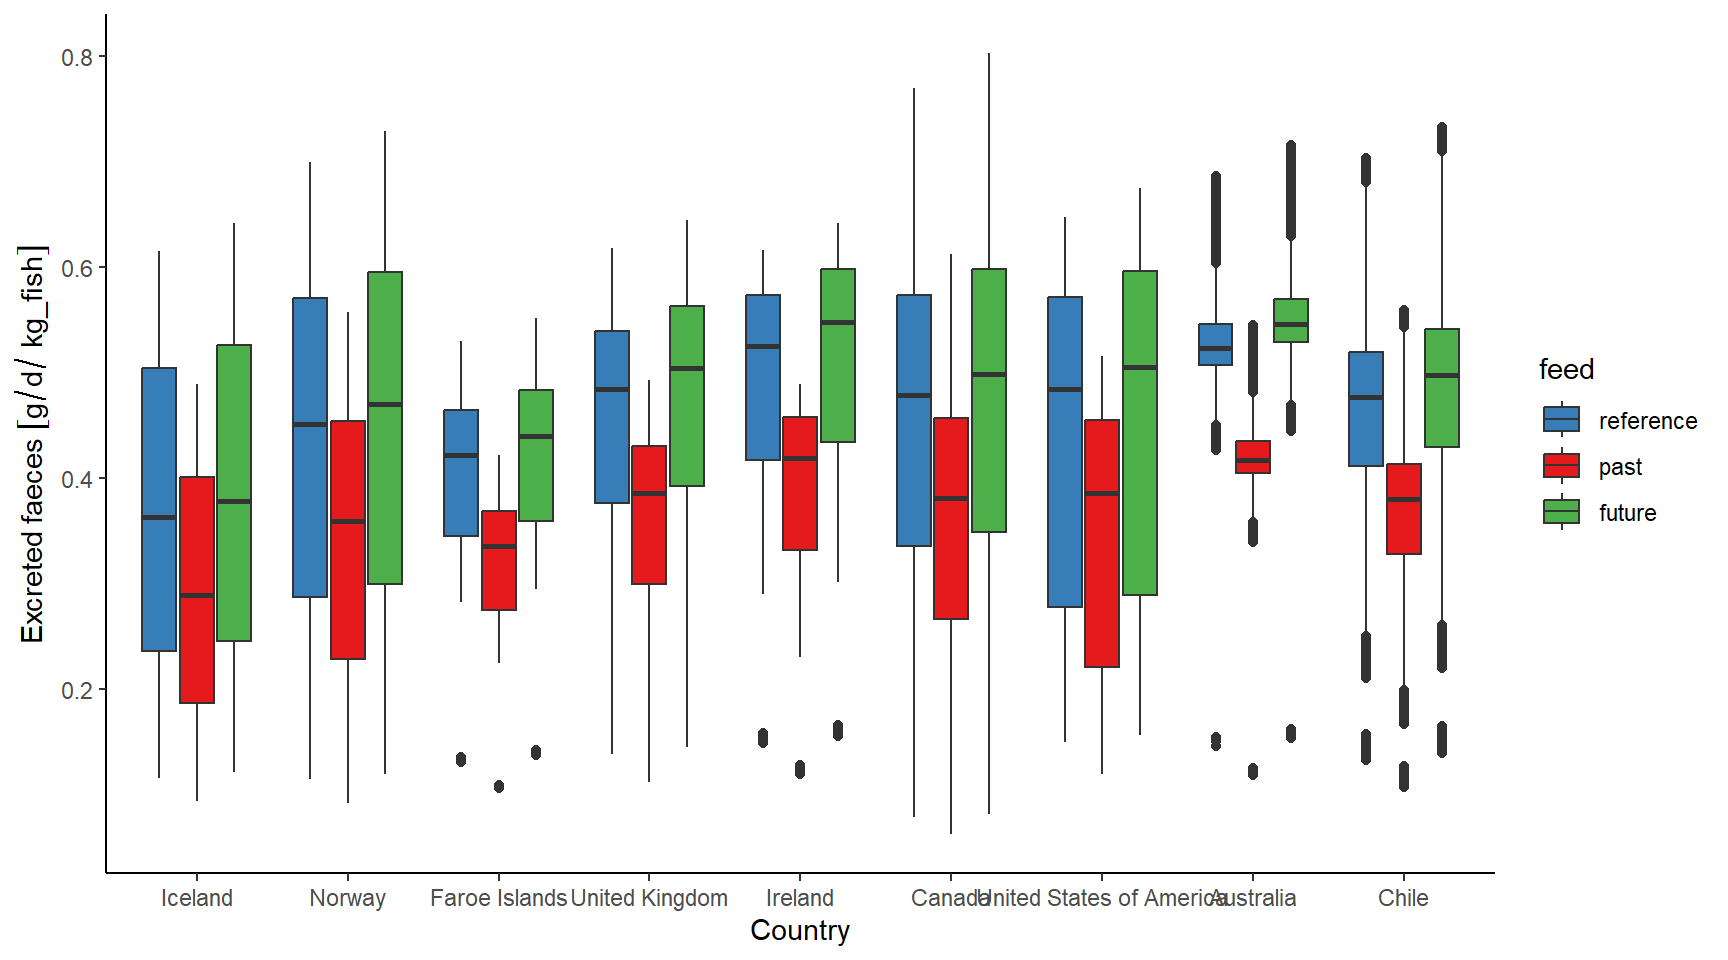 Excreted faeces [g/d/ kg_fish]
0.8
0.6
0.4
0.2
Iceland Norway Faroe Islands United Kingdom Ireland Canada United States of America Australia Chile
Country
feed
reference
past
future